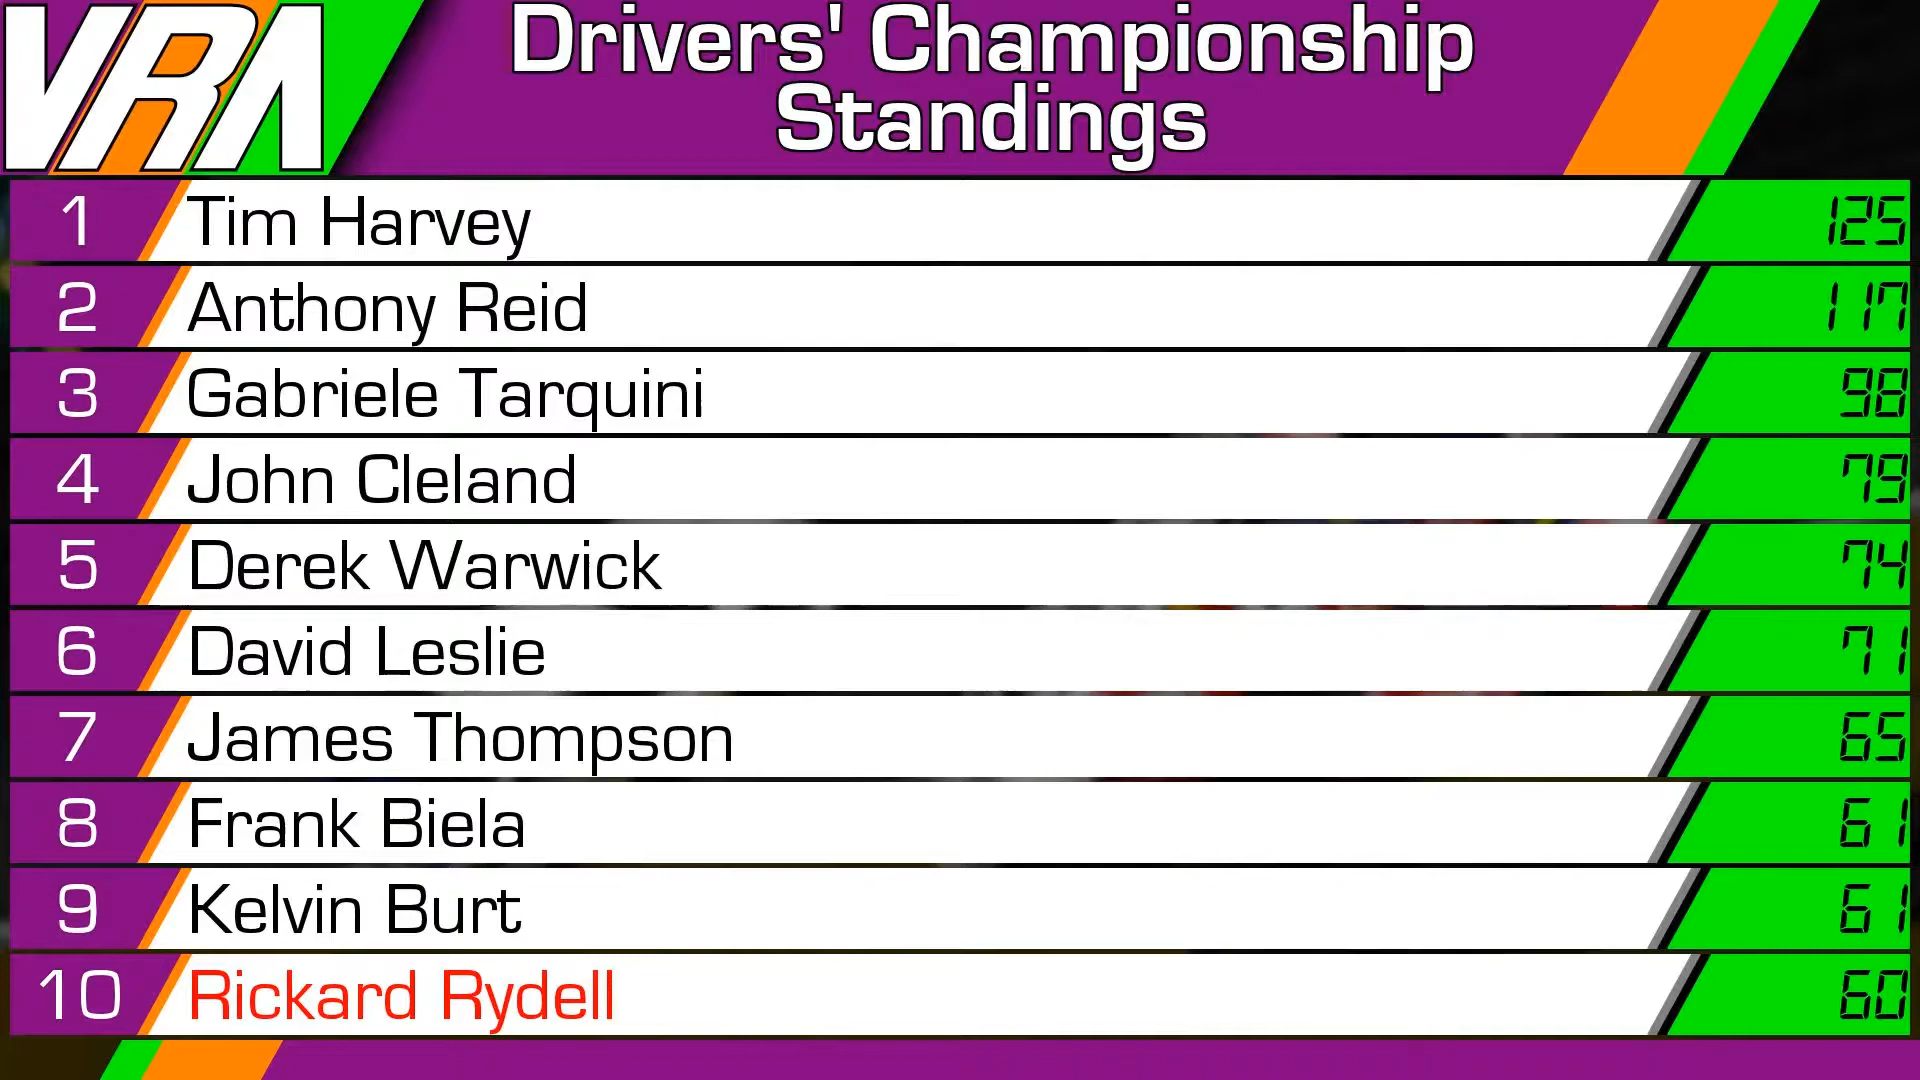 VRA
Drivers' Championship
Standings
1 Tim Harvey 125
2 Anthony Reid 117
3 Gabriele Tarquini 98
4 John Cleland 79
5 Derek Warwick 74
6 David Leslie 71
7 James Thompson 65
8 Frank Biela 61
9 Kelvin Burt 61
10 Rickard Rydell 60